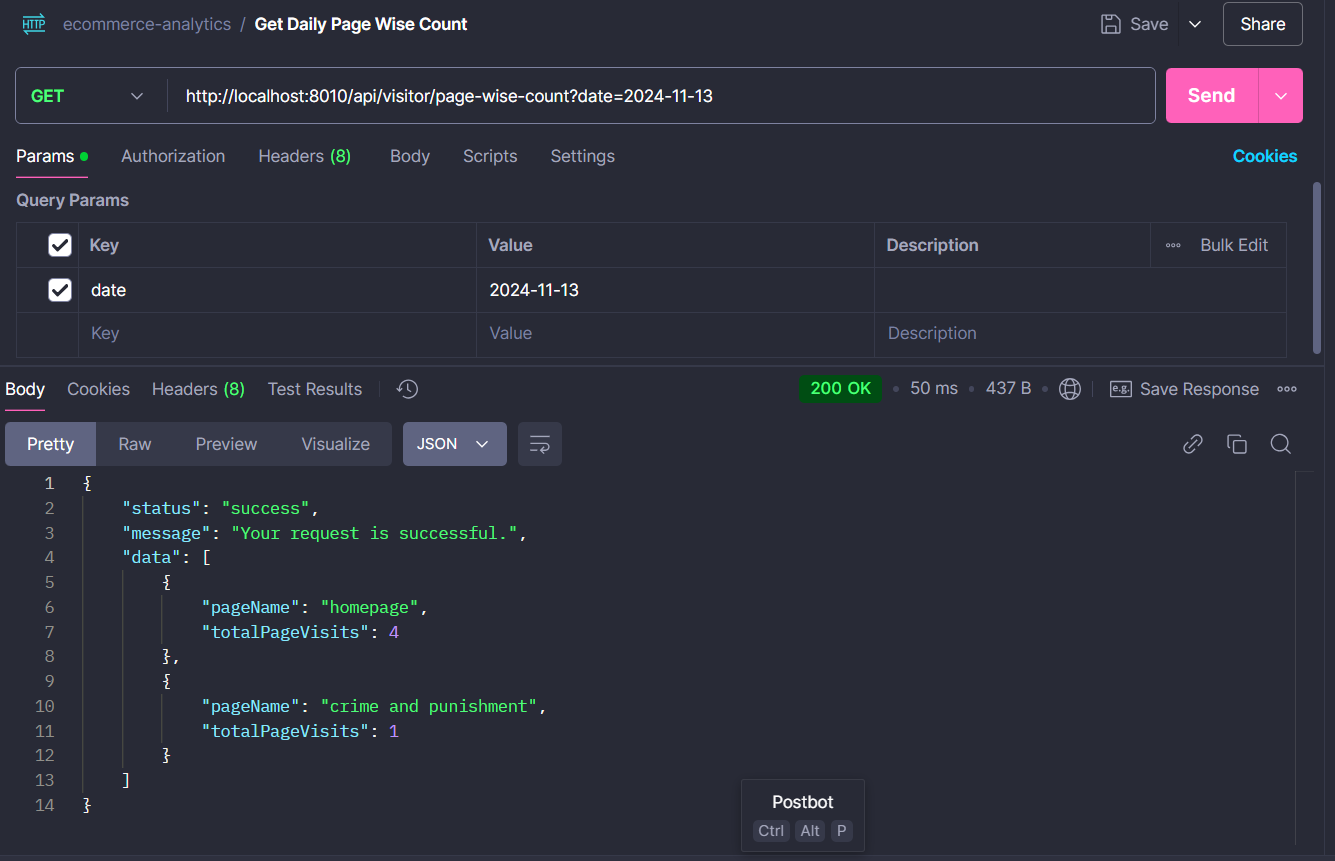 HTTP ecommerce-analytics / Get Daily Page Wise Count Save Share
GET http://localhost:8010/api/visitor/page-wise-count?date=2024-11-13 Send
Params Authorization Headers (8) Body Scripts Settings Cookies
Query Params
Key Value Description Bulk Edit
date 2024-11-13
Key Value Description
Body Cookies Headers (8) Test Results 200 OK 50 ms 437 B e.g. Save Response
Pretty Raw Preview Visualize JSON
1 {
2 "status": "success",
3 "message": "Your request is successful.",
4 "data": [
5 {
6 "pageName": "homepage",
7 "totalPageVisits": 4
8 },
9 {
10 "pageName": "crime and punishment",
11 "totalPageVisits": 1
12 }
13 ]
14 }
Postbot
Ctrl Alt P